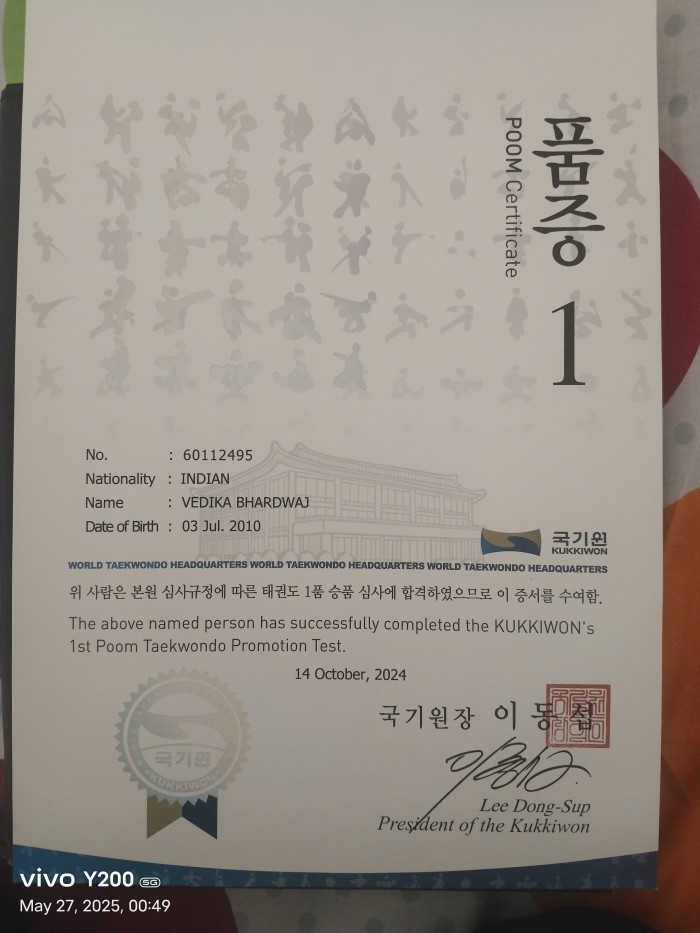 품증
POOM Certificate
1
No. : 60112495
Nationality : INDIAN
Name : VEDIKA BHARDWAJ
Date of Birth : 03 Jul. 2010
국기원
KUKKIWON
WORLD TAEKWONDO HEADQUARTERS WORLD TAEKWONDO HEADQUARTERS WORLD TAEKWONDO HEADQUARTERS
위 사람은 본원 심사규정에 따른 태권도 1품 승품 심사에 합격하였으므로 이 증서를 수여함.
The above named person has successfully completed the KUKKIWON's
1st Poom Taekwondo Promotion Test.
14 October, 2024
국기원장 이동섭
국기원
KUKKIWON
Lee Dong-Sup
President of the Kukkiwon
vivo Y200 5G
May 27, 2025, 00:49